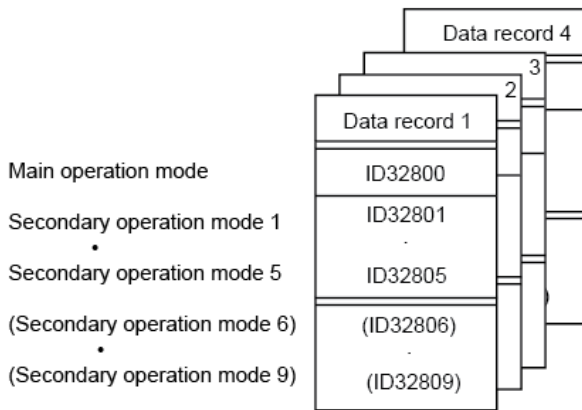 Data record 4
3
2
Data record 1
Main operation mode ID32800
Secondary operation mode 1 ID32801
• .
Secondary operation mode 5 ID32805
(Secondary operation mode 6) (ID32806)
• .
(Secondary operation mode 9) (ID32809)
)